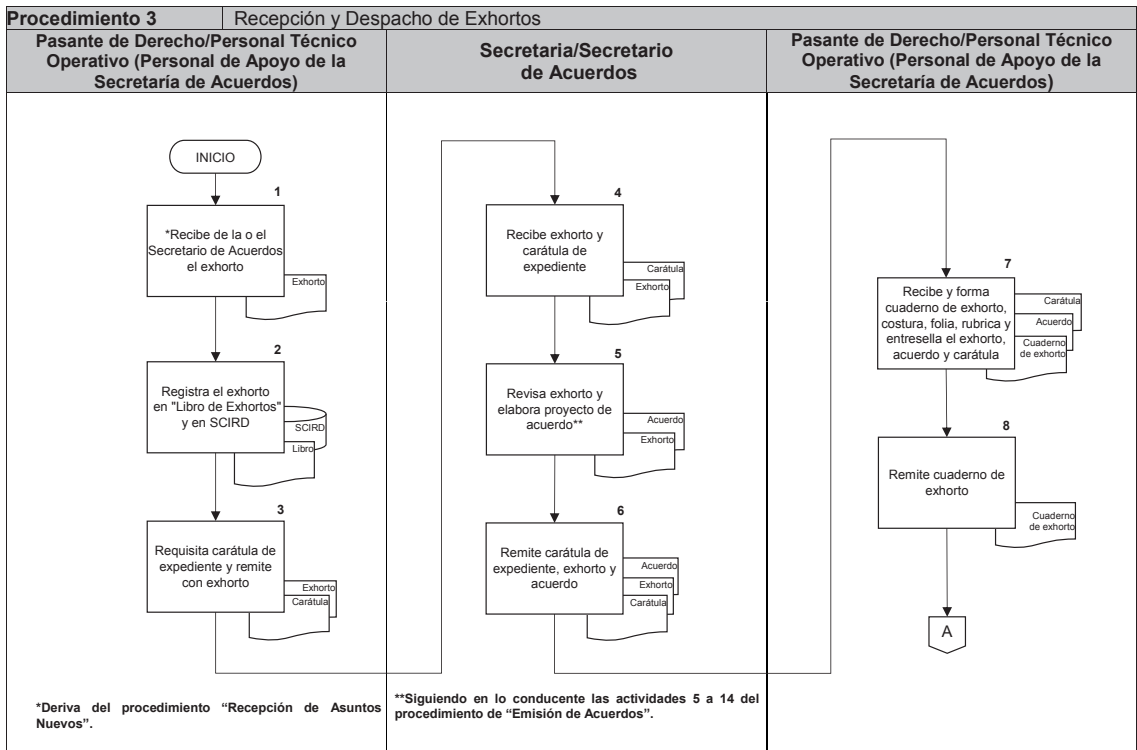 Procedimiento 3 Recepción y Despacho de Exhortos
Pasante de Derecho/Personal Técnico
Operativo (Personal de Apoyo de la
Secretaría de Acuerdos)
Secretaria/Secretario
de Acuerdos
Pasante de Derecho/Personal Técnico
Operativo (Personal de Apoyo de la
Secretaría de Acuerdos)
INICIO
1
*Recibe de la o el
Secretario de Acuerdos
el exhorto
Exhorto
2
Registra el exhorto
en "Libro de Exhortos"
y en SCIRD
SCIRD
Libro
3
Requisita carátula de
expediente y remite
con exhorto
Exhorto
Carátula
*Deriva del procedimiento “Recepción de Asuntos
Nuevos”.
4
Recibe exhorto y
carátula de
expediente
Carátula
Exhorto
5
Revisa exhorto y
elabora proyecto de
acuerdo**
Acuerdo
Exhorto
6
Remite carátula de
expediente, exhorto y
acuerdo
Acuerdo
Exhorto
Carátula
**Siguiendo en lo conducente las actividades 5 a 14 del
procedimiento de “Emisión de Acuerdos”.
7
Recibe y forma
cuaderno de exhorto,
costura, folia, rubrica y
entresella el exhorto,
acuerdo y carátula
Carátula
Acuerdo
Cuaderno
de exhorto
8
Remite cuaderno de
exhorto
Cuaderno
de exhorto
A